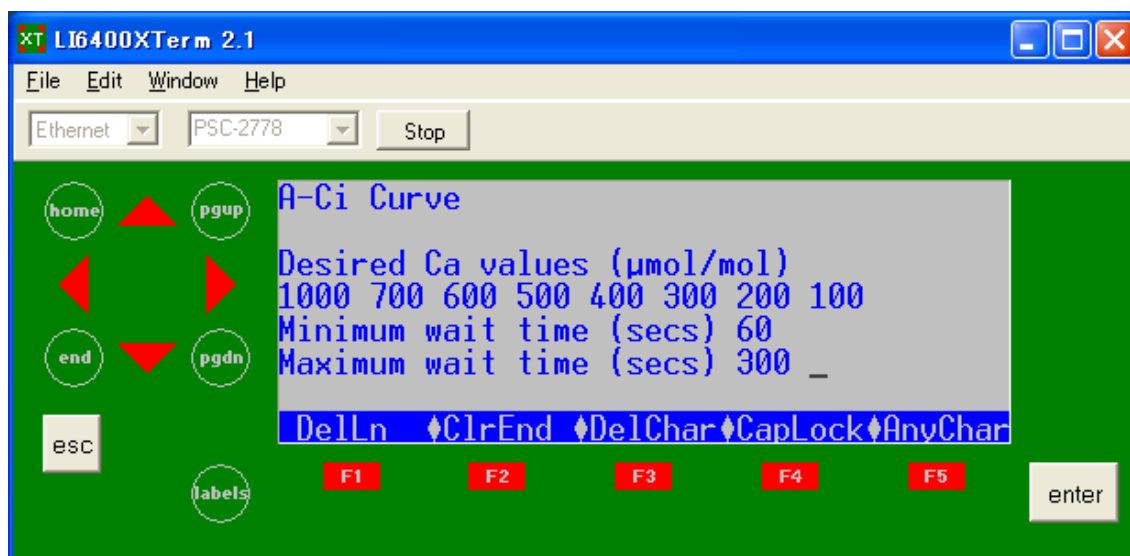 XT LI6400XTerm 2.1
File Edit Window Help
Ethernet PSC-2778 Stop
home pgup
A-Ci Curve
Desired Ca values (µmol/mol)
1000 700 600 500 400 300 200 100
Minimum wait time (secs) 60
end pgdn
Maximum wait time (secs) 300 _
DelLn ♦ClrEnd ♦DelChar♦CapLock♦AnyChar
esc
F1 F2 F3 F4 F5
labels
enter